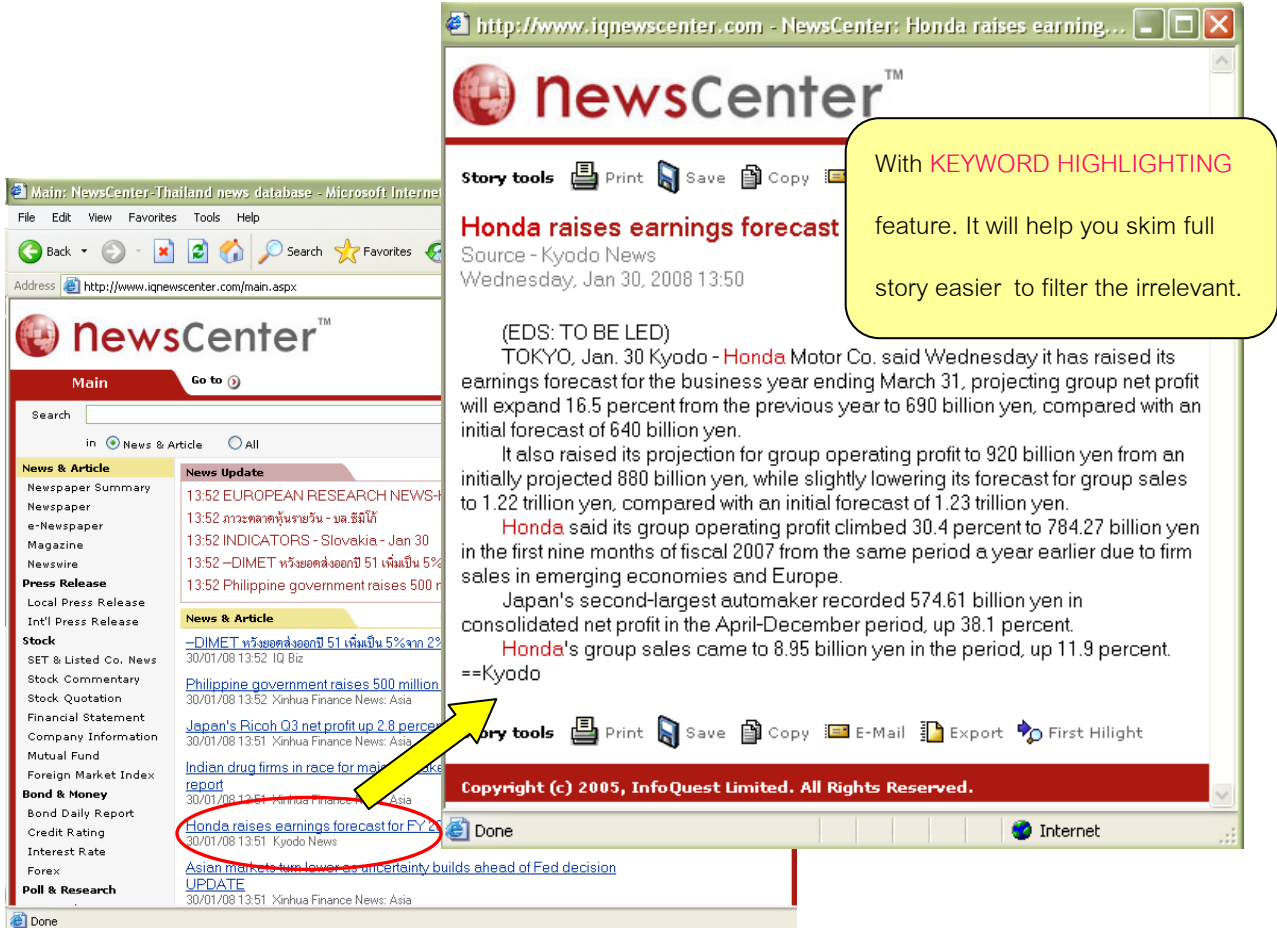 http://www.iqnewscenter.com - NewsCenter: Honda raises earning...
newsCenter™
Story tools Print Save Copy
Honda raises earnings forecast
Source - Kyodo News
Wednesday, Jan 30, 2008 13:50
With KEYWORD HIGHLIGHTING
feature. It will help you skim full
story easier to filter the irrelevant.
(EDS: TO BE LED)
TOKYO, Jan. 30 Kyodo - Honda Motor Co. said Wednesday it has raised its
earnings forecast for the business year ending March 31, projecting group net profit
will expand 16.5 percent from the previous year to 690 billion yen, compared with an
initial forecast of 640 billion yen.
It also raised its projection for group operating profit to 920 billion yen from an
initially projected 880 billion yen, while slightly lowering its forecast for group sales
to 1.22 trillion yen, compared with an initial forecast of 1.23 trillion yen.
Honda said its group operating profit climbed 30.4 percent to 784.27 billion yen
in the first nine months of fiscal 2007 from the same period a year earlier due to firm
sales in emerging economies and Europe.
Japan's second-largest automaker recorded 574.61 billion yen in
consolidated net profit in the April-December period, up 38.1 percent.
Honda's group sales came to 8.95 billion yen in the period, up 11.9 percent.
==Kyodo
Story tools Print Save Copy E-Mail Export First Hilight
Copyright (c) 2005, InfoQuest Limited. All Rights Reserved.
Done Internet
Main: NewsCenter-Thailand news database - Microsoft Internet
File Edit View Favorites Tools Help
Back Search Favorites
Address http://www.iqnewscenter.com/main.aspx
newsCenter™
Main Go to
Search
in News & Article All
News & Article
Newspaper Summary
Newspaper
e-Newspaper
Magazine
Newswire
Press Release
Local Press Release
Int'l Press Release
Stock
SET & Listed Co. News
Stock Commentary
Stock Quotation
Financial Statement
Company Information
Mutual Fund
Foreign Market Index
Bond & Money
Bond Daily Report
Credit Rating
Interest Rate
Forex
Poll & Research
News Update
13:52 EUROPEAN RESEARCH NEWS-
13:52 ภาวะตลาดหุ้นรายวัน - บล.ซีมิโก้
13:52 INDICATORS - Slovakia - Jan 30
13:52 –DIMET หวังยอดส่งออกปี 51 เพิ่มเป็น 5%
13:52 Philippine government raises 500
News & Article
–DIMET หวังยอดส่งออกปี 51 เพิ่มเป็น 5%จาก 2%
30/01/08 13:52 IQ Biz
Philippine government raises 500 million
30/01/08 13:52 Xinhua Finance News: Asia
Japan's Ricoh Q3 net profit up 2.8
30/01/08 13:51 Xinhua Finance News: Asia
Indian drug firms in race for
report
30/01/08 13:51 Xinhua Finance News: Asia
Honda raises earnings forecast for FY
30/01/08 13:51 Kyodo News
Asian markets turn lower as uncertainty builds ahead of Fed decision
UPDATE
30/01/08 13:51 Xinhua Finance News: Asia
Done